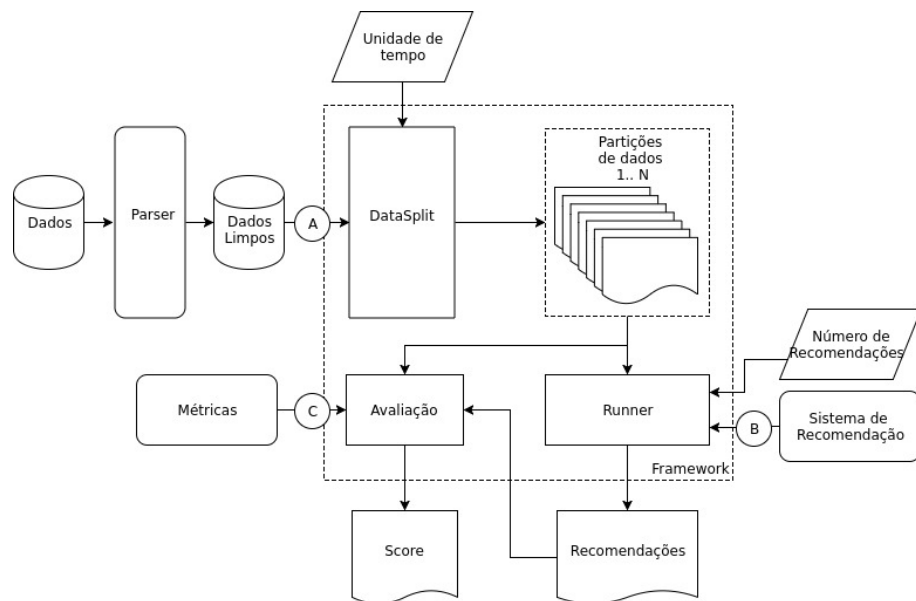 Unidade de
tempo
Partições
de dados
1.. N
Dados
Parser
Dados
Limpos
A
DataSplit
Número de
Recomendações
Métricas
C
Avaliação
Runner
B
Sistema de
Recomendação
Framework
Score
Recomendações